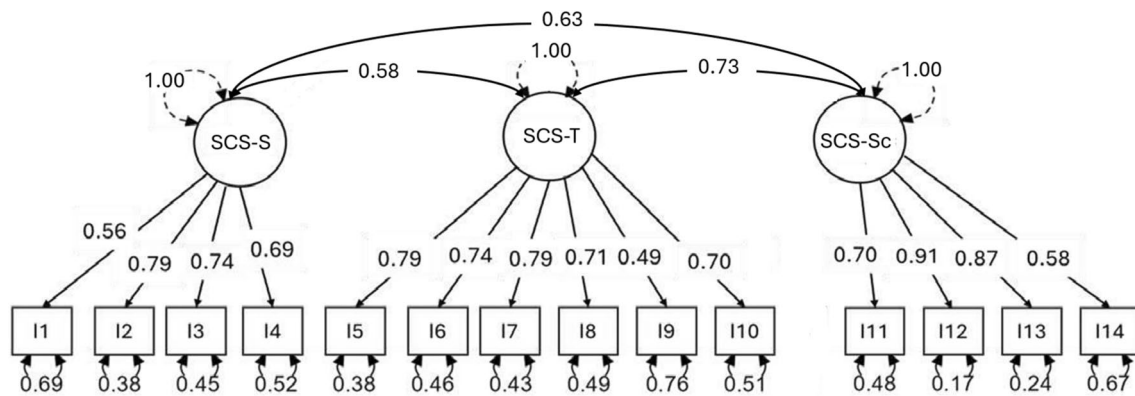 0.63
1.00 0.58 1.00 0.73 1.00
SCS-S SCS-T SCS-Sc
0.56 0.79 0.74 0.69 0.79 0.74 0.79 0.71 0.49 0.70 0.70 0.91 0.87 0.58
I1 I2 I3 I4 I5 I6 I7 I8 I9 I10 I11 I12 I13 I14
0.69 0.38 0.45 0.52 0.38 0.46 0.43 0.49 0.76 0.51 0.48 0.17 0.24 0.67